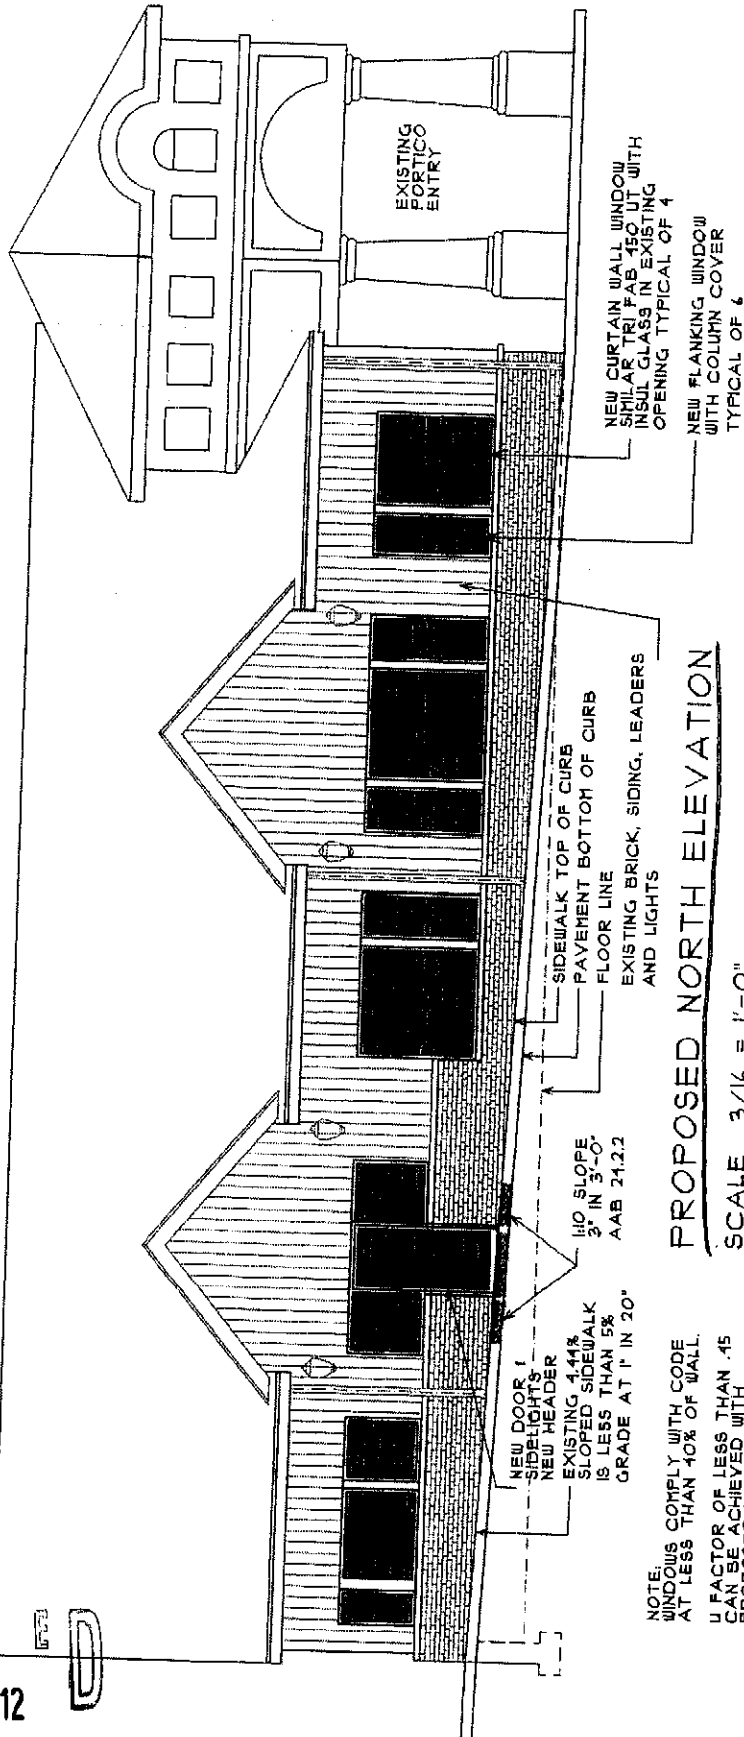 EXISTING
PORTICO
ENTRY
NEW CURTAIN WALL WINDOW
SIMILAR TRI FAB 450 UT WITH
INSUL GLASS IN EXISTING
OPENING TYPICAL OF 4
NEW FLANKING WINDOW
WITH COLUMN COVER
TYPICAL OF 6
SIDEWALK TOP OF CURB
PAVEMENT BOTTOM OF CURB
FLOOR LINE
EXISTING BRICK, SIDING, LEADERS
AND LIGHTS
1:10 SLOPE
3" IN 3'-0"
AAB 21.2.2
NEW DOOR &
SIDELIGHTS
NEW HEADER
EXISTING 4.44%
SLOPED SIDEWALK
IS LESS THAN 5%
GRADE AT 1" IN 20"
PROPOSED NORTH ELEVATION
SCALE 3/16 = 1'-0"
NOTE:
WINDOWS COMPLY WITH CODE
AT LESS THAN 40% OF WALL.
U FACTOR OF LESS THAN .45
CAN BE ACHIEVED WITH
12
D